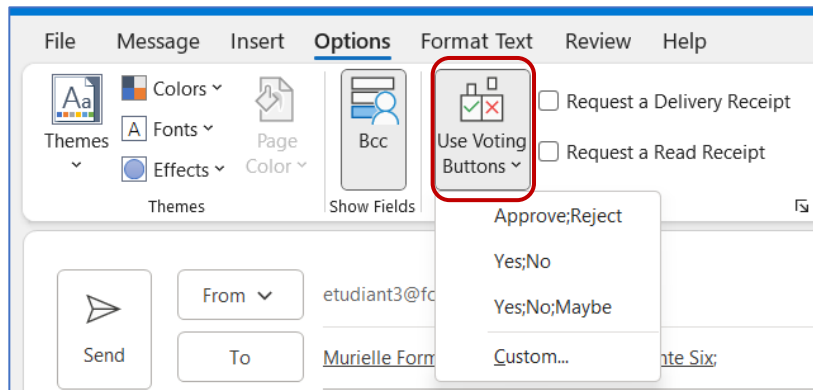 File Message Insert Options Format Text Review Help
Aa
Themes
Colors
A Fonts
Effects
Themes
Page
Color
Bcc
Show Fields
Use Voting
Buttons
Request a Delivery Receipt
Request a Read Receipt
Approve;Reject
Yes;No
Yes;No;Maybe
Custom...
Send
From
etudiant3@fo
To
Murielle Form
nte Six;